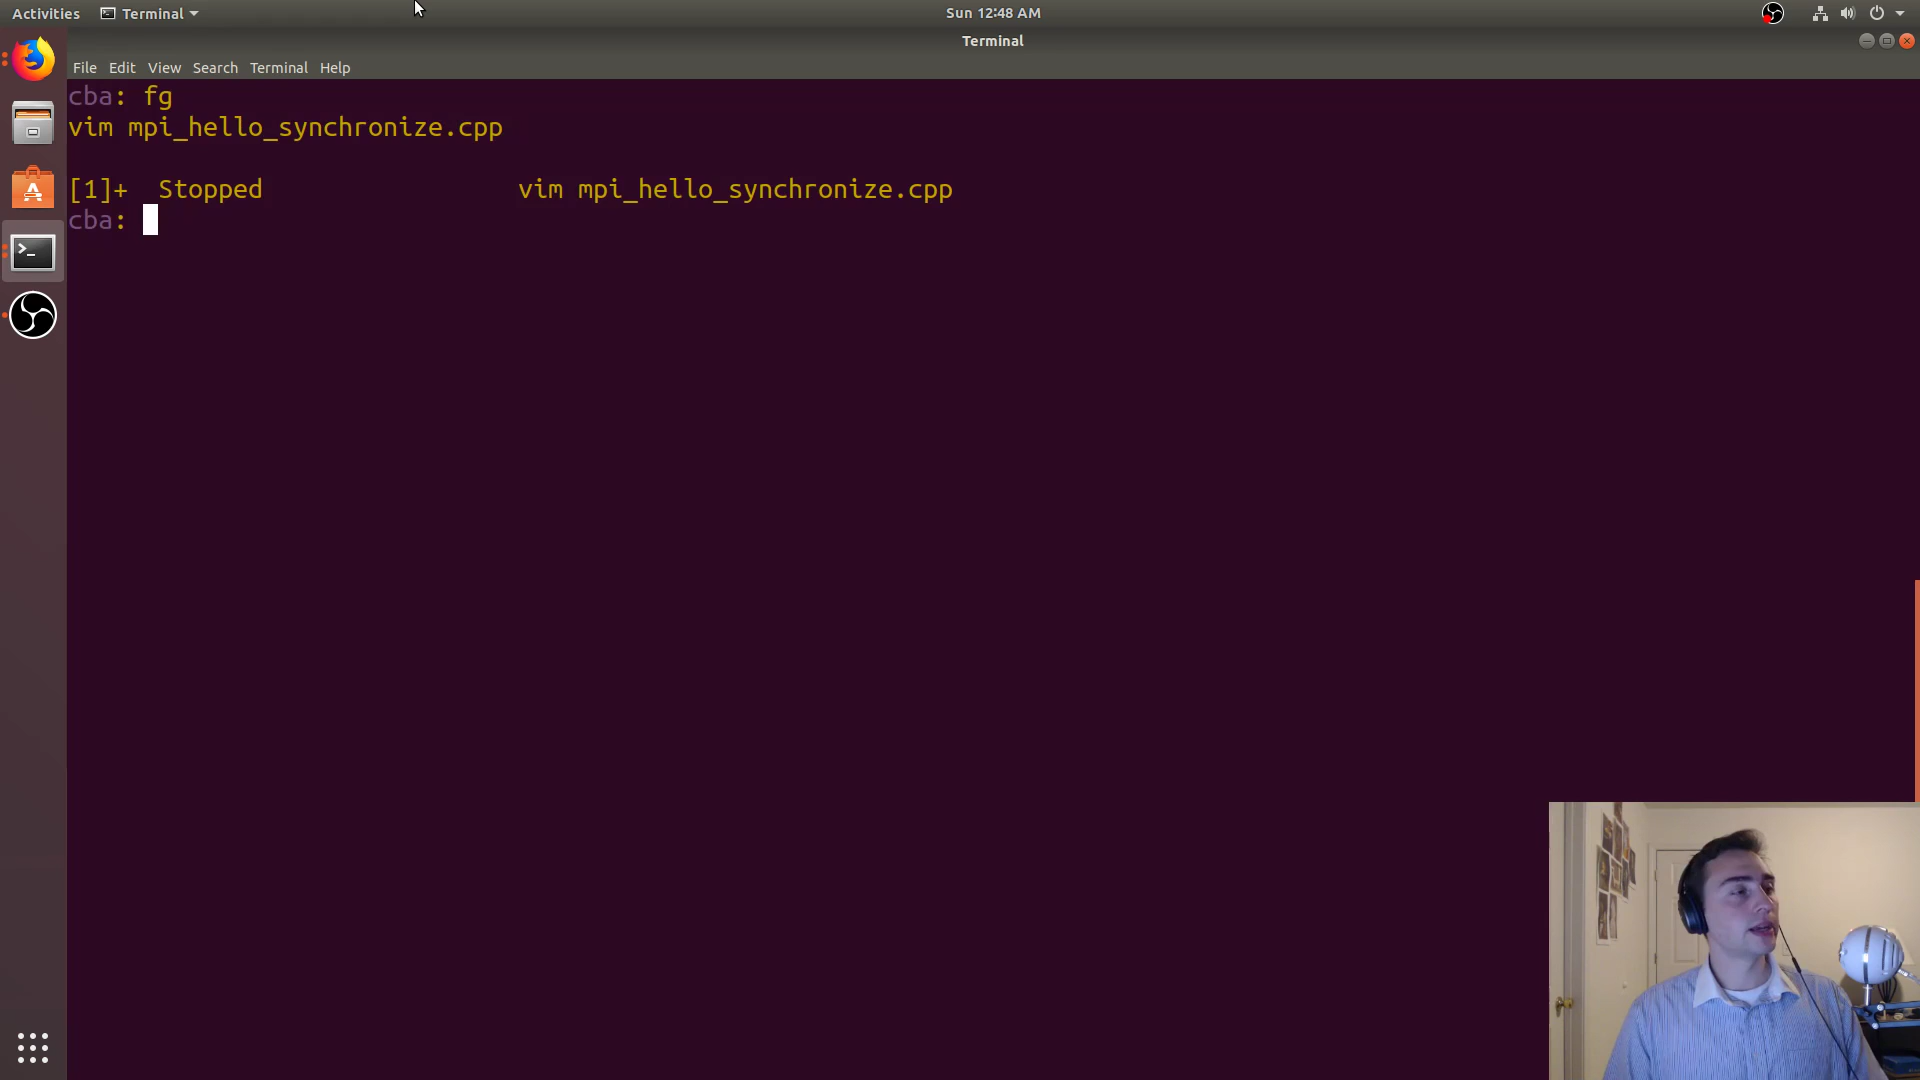 Activities Terminal Sun 12:48 AM
Terminal
File Edit View Search Terminal Help
cba: fg
vim mpi_hello_synchronize.cpp
[1]+ Stopped vim mpi_hello_synchronize.cpp
cba: